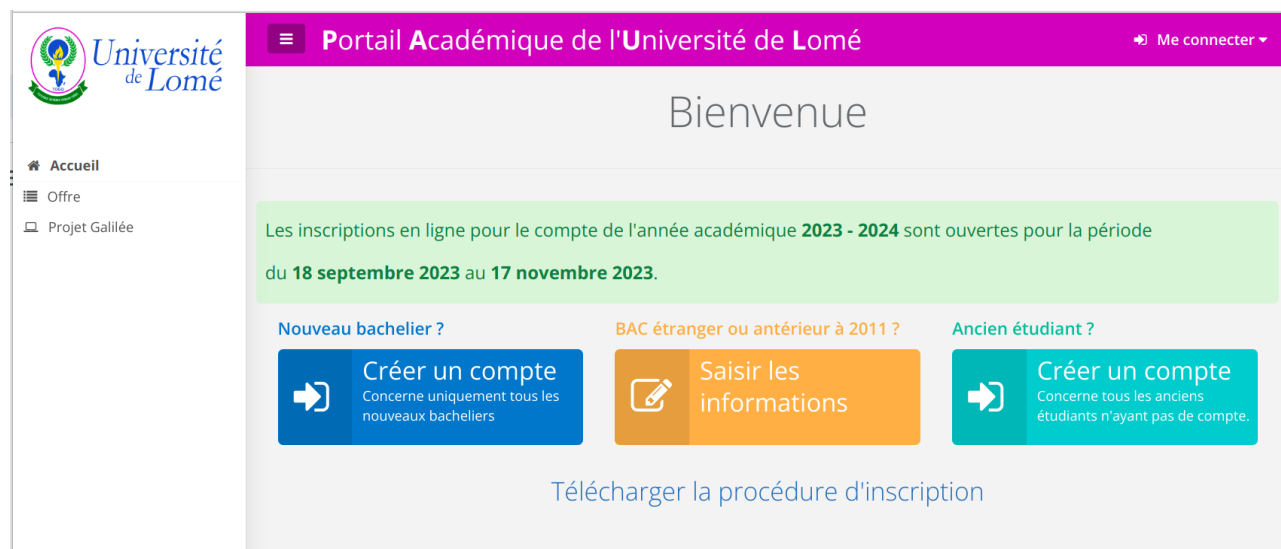 Université
de Lomé
Portail Académique de l'Université de Lomé
Me connecter
Bienvenue
Accueil
Offre
Projet Galilée
Les inscriptions en ligne pour le compte de l'année académique 2023 - 2024 sont ouvertes pour la période
du 18 septembre 2023 au 17 novembre 2023.
Nouveau bachelier ?
Créer un compte
Concerne uniquement tous les
nouveaux bacheliers
BAC étranger ou antérieur à 2011 ?
Saisir les
informations
Ancien étudiant ?
Créer un compte
Concerne tous les anciens
étudiants n'ayant pas de compte.
Télécharger la procédure d'inscription